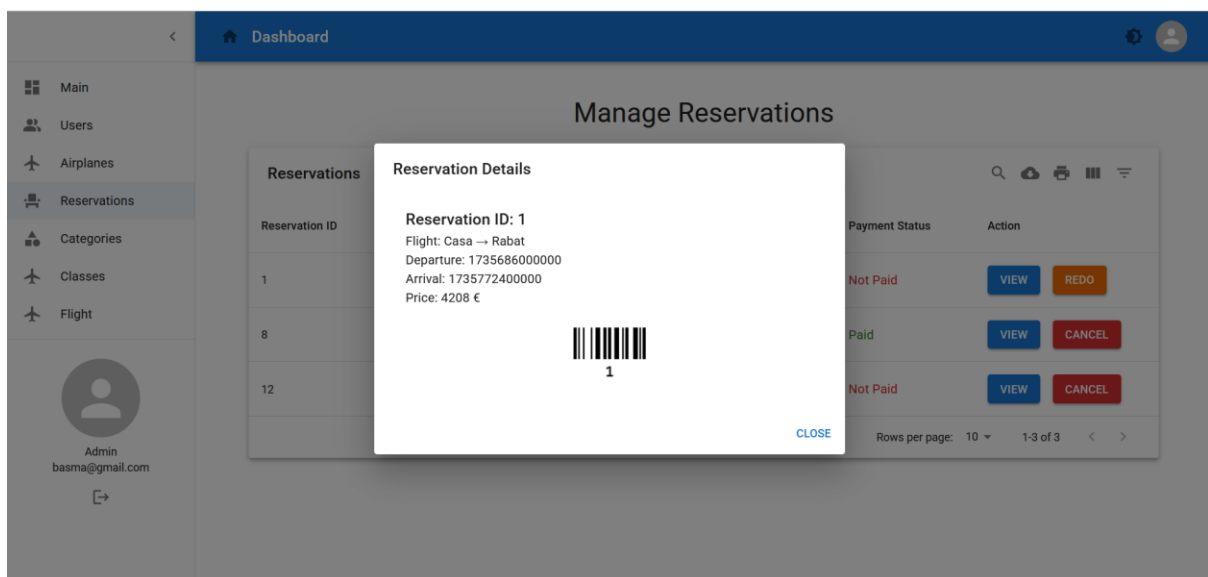 Dashboard
Main
Users
Airplanes
Reservations
Categories
Classes
Flight
Admin
basma@gmail.com
Manage Reservations
Reservations
Reservation ID
Payment Status
Action
1
Not Paid
VIEW
REDO
8
Paid
VIEW
CANCEL
12
Not Paid
VIEW
CANCEL
Rows per page: 10
1-3 of 3
Reservation Details
Reservation ID: 1
Flight: Casa → Rabat
Departure: 1735686000000
Arrival: 1735772400000
Price: 4208 €
1
CLOSE